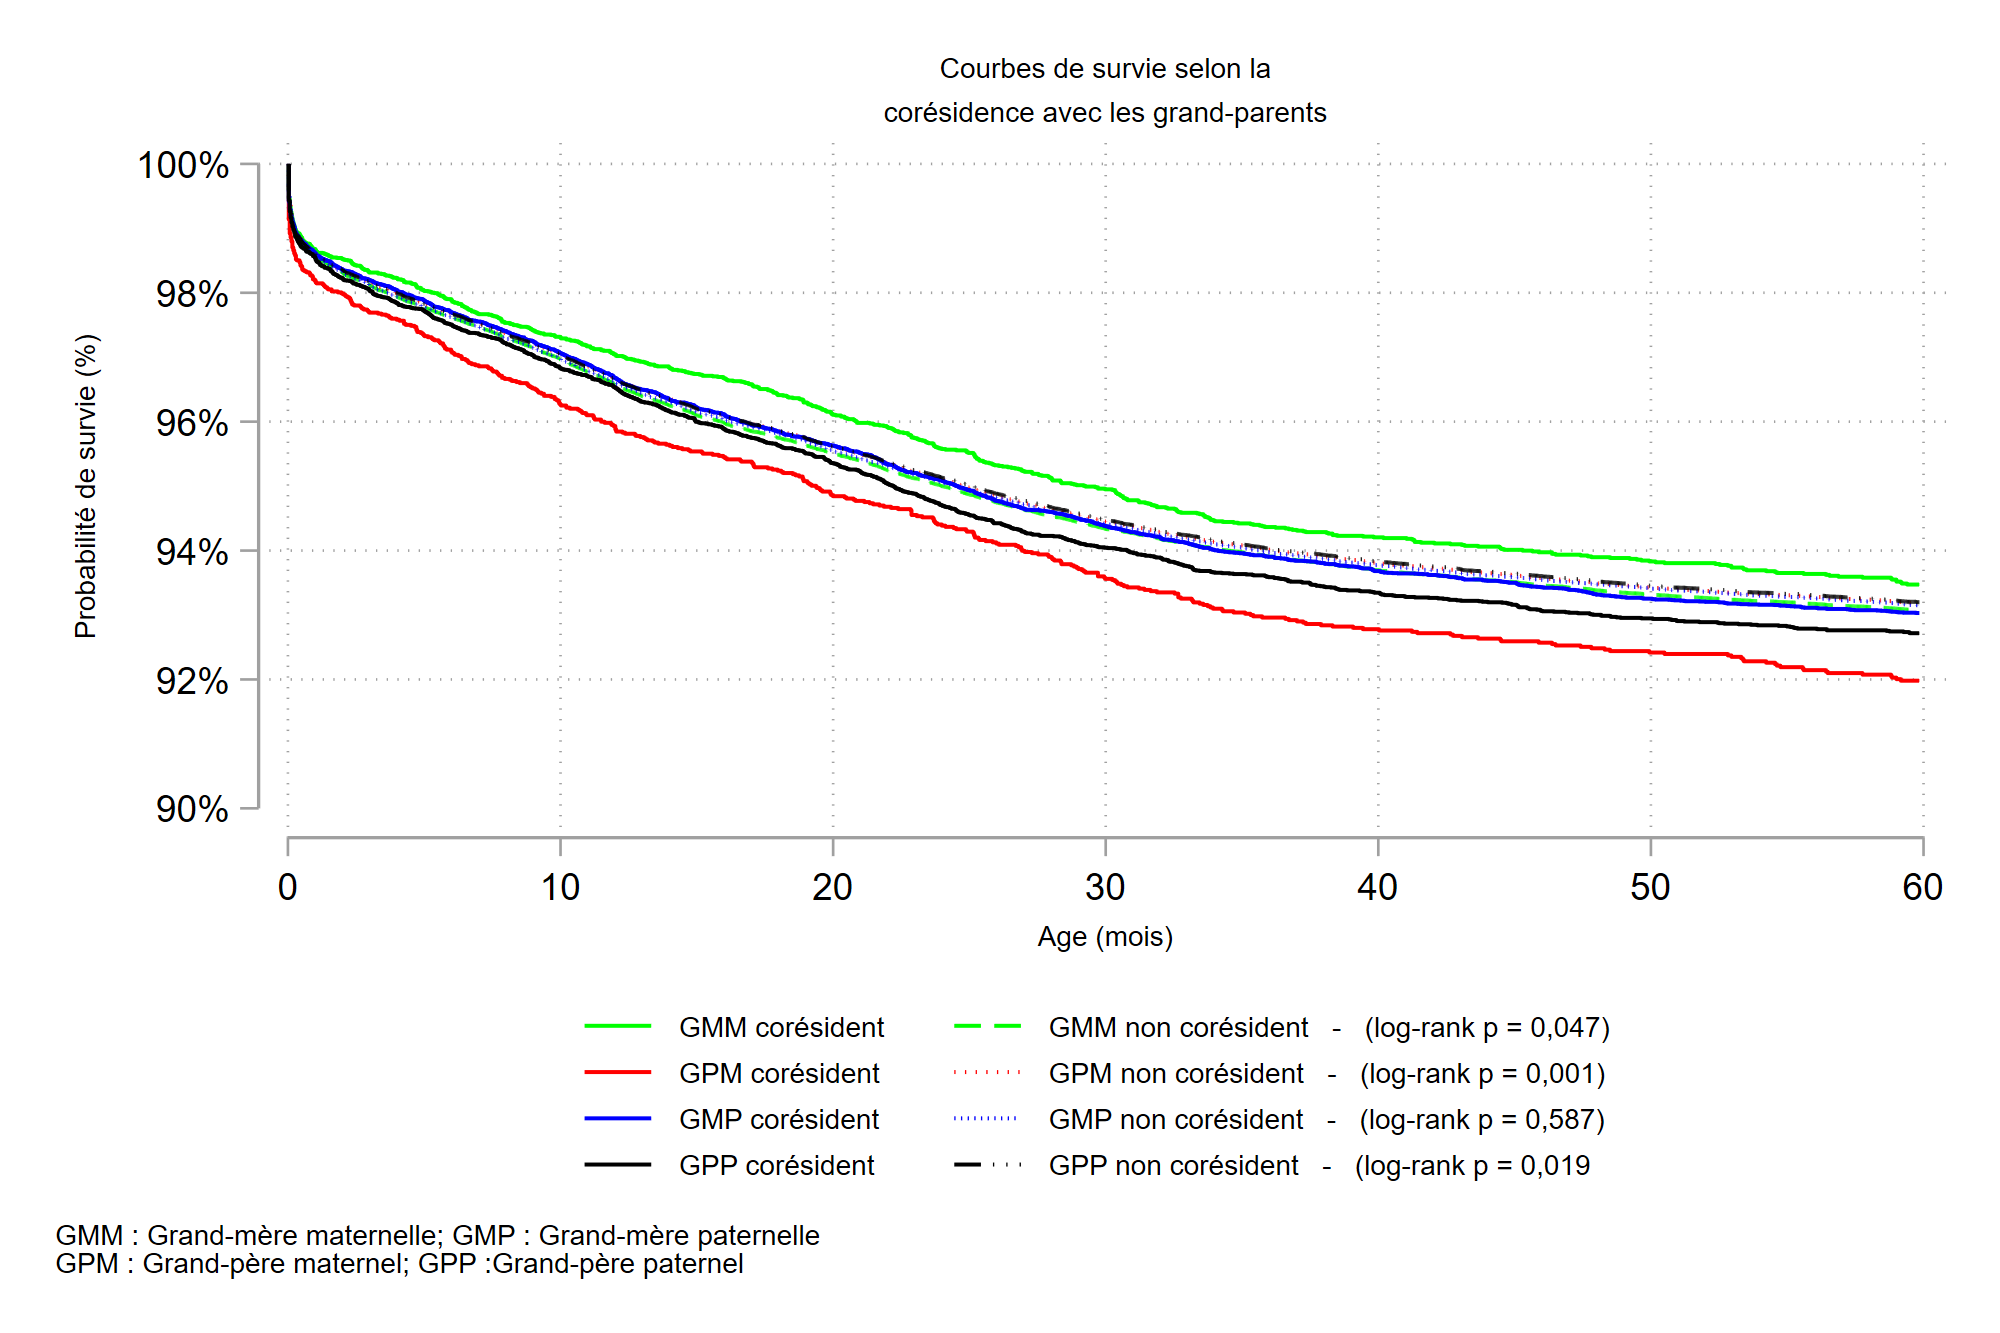 Courbes de survie selon la
corésidence avec les grand-parents
100%
98%
96%
94%
92%
90%
Probabilité de survie (%)
0 10 20 30 40 50 60
Age (mois)
GMM corésident GMM non corésident - (log-rank p = 0,047)
GPM corésident GPM non corésident - (log-rank p = 0,001)
GMP corésident GMP non corésident - (log-rank p = 0,587)
GPP corésident GPP non corésident - (log-rank p = 0,019
GMM : Grand-mère maternelle; GMP : Grand-mère paternelle
GPM : Grand-père maternel; GPP :Grand-père paternel